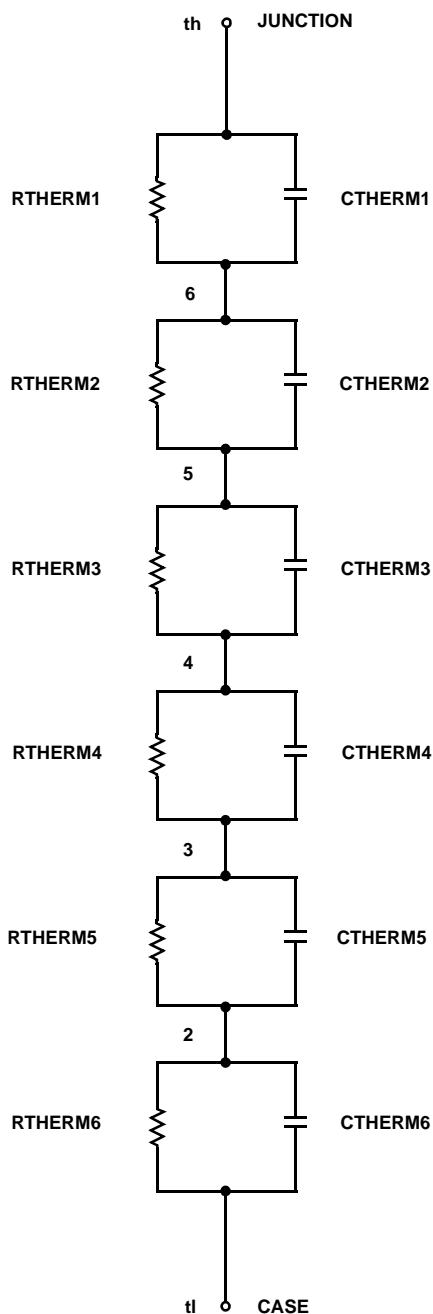 th JUNCTION
RTHERM1 CTHERM1
6
RTHERM2 CTHERM2
5
RTHERM3 CTHERM3
4
RTHERM4 CTHERM4
3
RTHERM5 CTHERM5
2
RTHERM6 CTHERM6
tl CASE